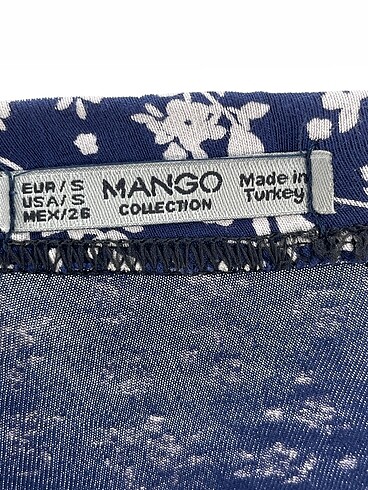 EUR/S
USA/S
MEX/26
MANGO
COLLECTION
Made in
Turkey